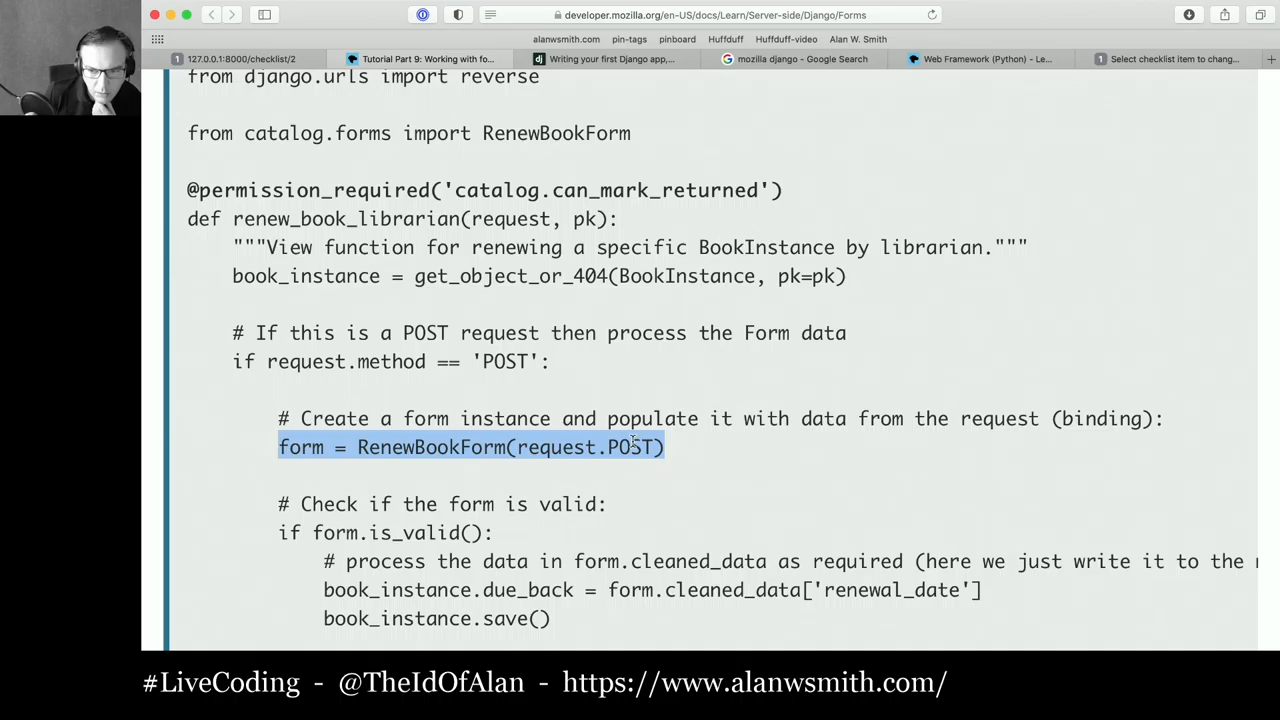 developer.mozilla.org/en-US/docs/Learn/Server-side/Django/Forms
alanwsmith.com pin-tags pinboard Huffduff Huffduff-video Alan W. Smith
1 127.0.0.1:8000/checklist/2 Tutorial Part 9: Working with fo... dj Writing your first Django app,... mozilla django - Google Search Web Framework (Python) - Le... 1 Select checklist item to chang...
from django.urls import reverse
from catalog.forms import RenewBookForm
@permission_required('catalog.can_mark_returned')
def renew_book_librarian(request, pk):
"""View function for renewing a specific BookInstance by librarian."""
book_instance = get_object_or_404(BookInstance, pk=pk)
# If this is a POST request then process the Form data
if request.method == 'POST':
# Create a form instance and populate it with data from the request (binding):
form = RenewBookForm(request.POST)
# Check if the form is valid:
if form.is_valid():
# process the data in form.cleaned_data as required (here we just write it to the
book_instance.due_back = form.cleaned_data['renewal_date']
book_instance.save()
#LiveCoding - @TheIdOfAlan - https://www.alanwsmith.com/